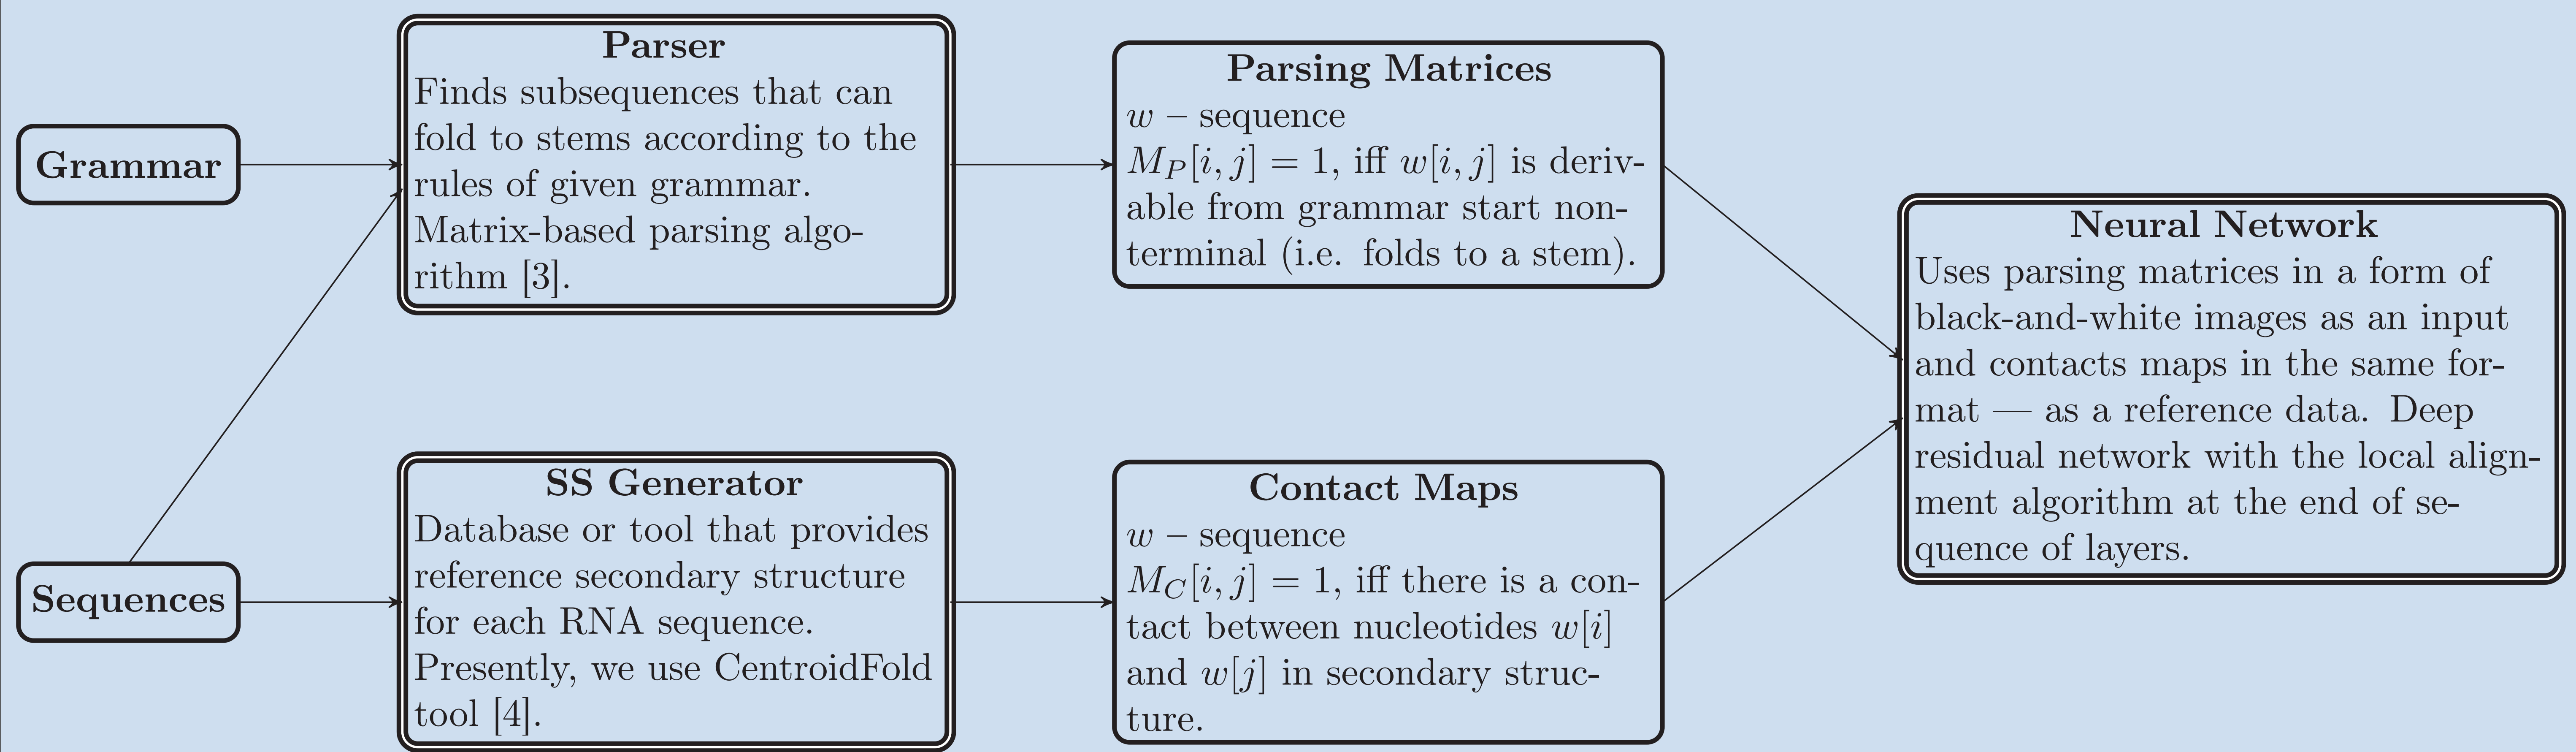 Grammar
Sequences
Parser
Finds subsequences that can
fold to stems according to the
rules of given grammar.
Matrix-based parsing algo-
rithm [3].
SS Generator
Database or tool that provides
reference secondary structure
for each RNA sequence.
Presently, we use CentroidFold
tool [4].
Parsing Matrices
w – sequence
M_P[i, j] = 1, iff w[i, j] is deriv-
able from grammar start non-
terminal (i.e. folds to a stem).
Contact Maps
w – sequence
M_C[i, j] = 1, iff there is a con-
tact between nucleotides w[i]
and w[j] in secondary struc-
ture.
Neural Network
Uses parsing matrices in a form of
black-and-white images as an input
and contacts maps in the same for-
mat — as a reference data. Deep
residual network with the local align-
ment algorithm at the end of se-
quence of layers.